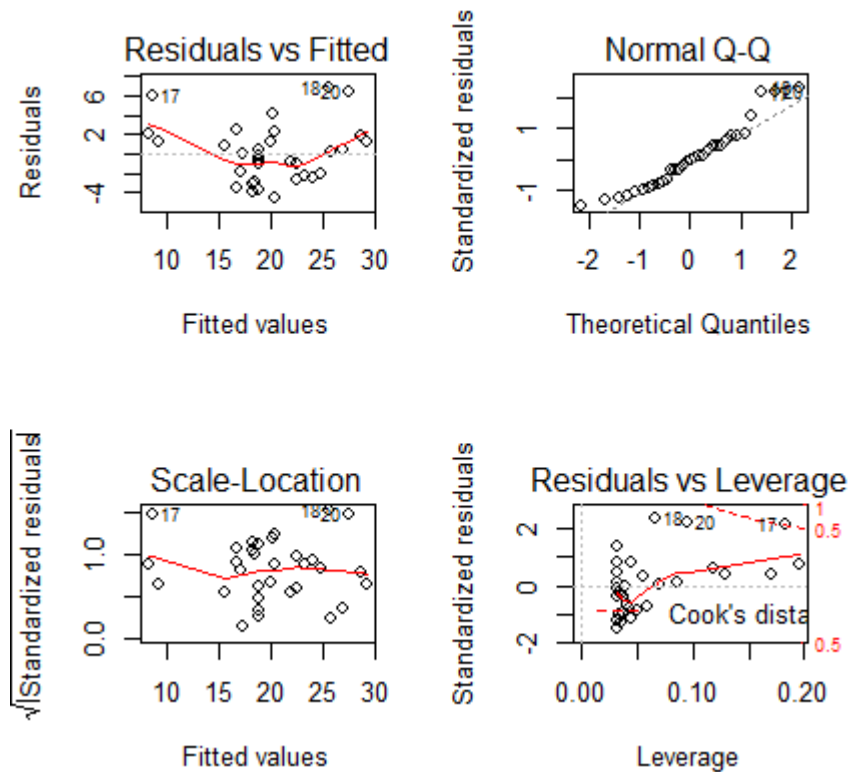 Residuals vs Fitted
Residuals
6
2
-4
17
18
20
10 15 20 25 30
Fitted values
Normal Q-Q
Standardized residuals
1
-1
-2 -1 0 1 2
Theoretical Quantiles
Scale-Location
√|Standardized residuals|
1.0
0.0
17
18
20
10 15 20 25 30
Fitted values
Residuals vs Leverage
Standardized residuals
2
0
-2
18
20
17
1
0.5
Cook's dista
0.5
0.00 0.10 0.20
Leverage